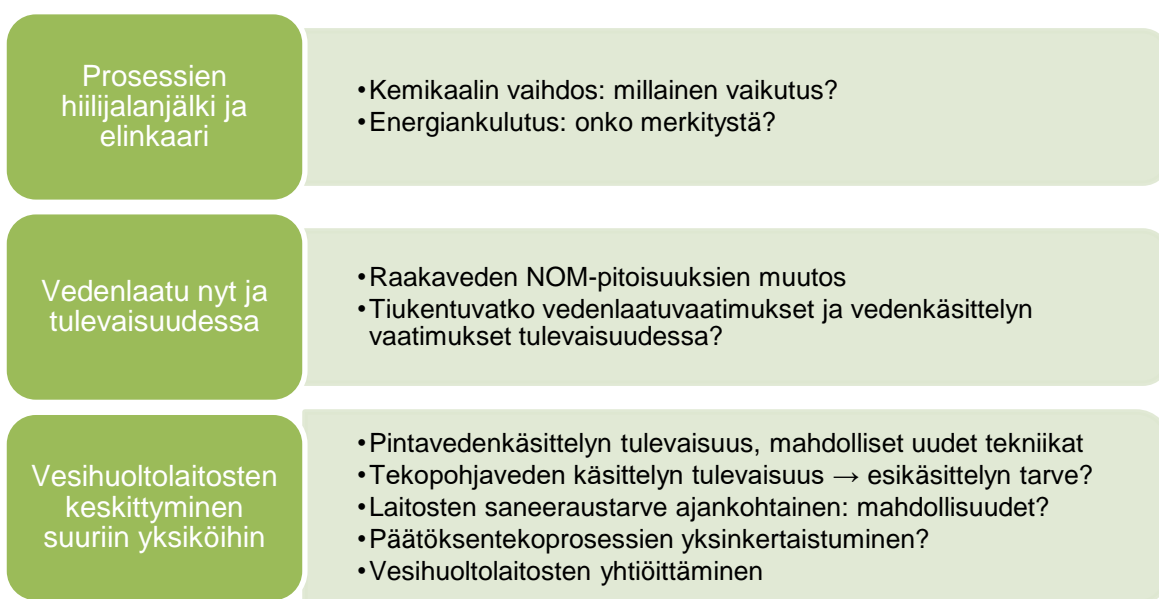 Prosessien
hiilijalanjälki ja
elinkaari
•Kemikaalin vaihdos: millainen vaikutus?
•Energiankulutus: onko merkitystä?
Vedenlaatu nyt ja
tulevaisuudessa
•Raakaveden NOM-pitoisuuksien muutos
•Tiukentuvatko vedenlaatuvaatimukset ja vedenkäsittelyn
vaatimukset tulevaisuudessa?
Vesihuoltolaitosten
keskittyminen
suuriin yksiköihin
•Pintavedenkäsittelyn tulevaisuus, mahdolliset uudet tekniikat
•Tekopohjaveden käsittelyn tulevaisuus → esikäsittelyn tarve?
•Laitosten saneeraustarve ajankohtainen: mahdollisuudet?
•Päätöksentekoprosessien yksinkertaistuminen?
•Vesihuoltolaitosten yhtiöittäminen